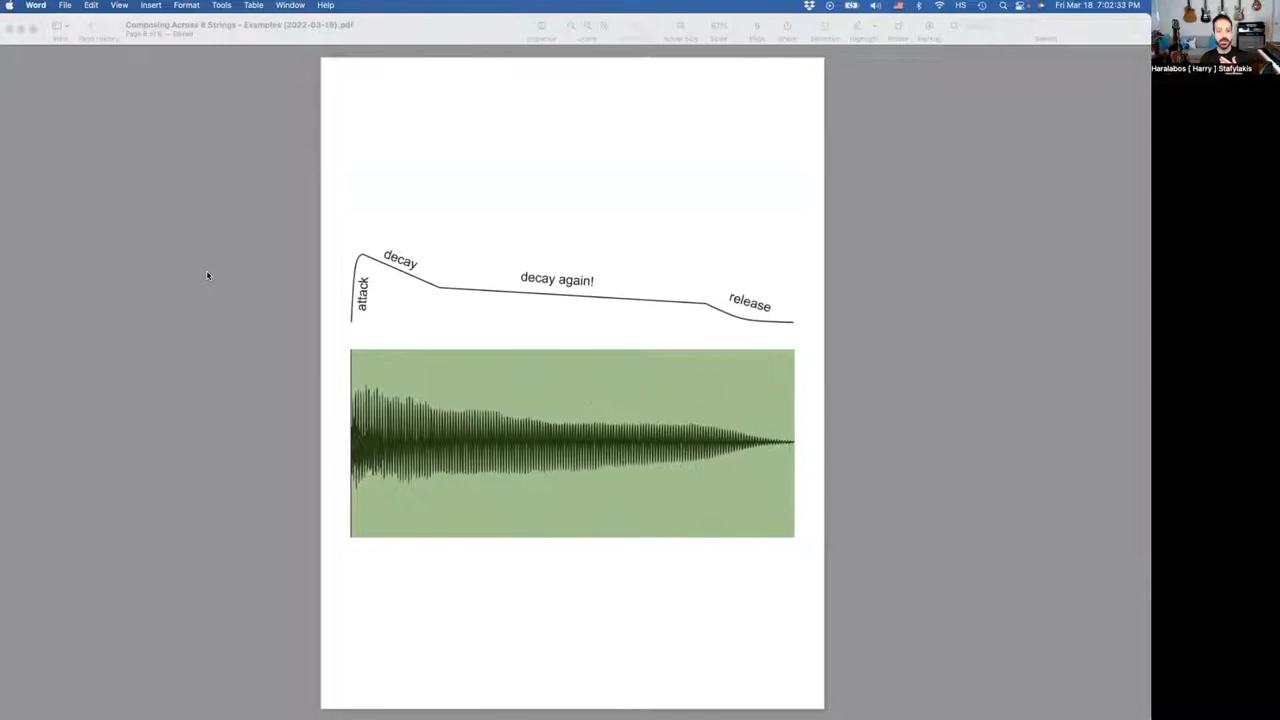 Word File Edit View Insert Format Tools Table Window Help
HS Fri Mar 18 7:02:33 PM
Composing Across 6 Strings - Examples (2022-03-19).pdf
attack
decay
decay again!
release
Haralabos [ Harry ] Stafylakis